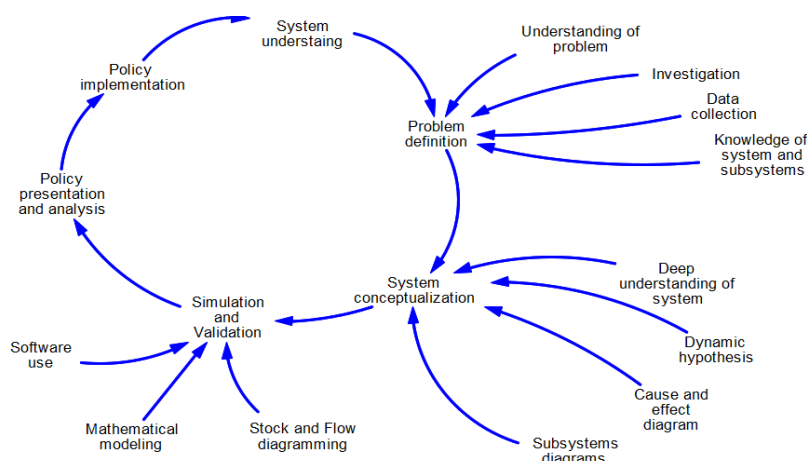 System
understaing
Understanding of
problem
Policy
implementation
Investigation
Data
collection
Problem
definition
Knowledge of
system and
subsystems
Policy
presentation
and analysis
System
conceptualization
Deep
understanding of
system
Simulation
and
Validation
Software
use
Dynamic
hypothesis
Cause and
effect
diagram
Mathematical
modeling
Stock and Flow
diagramming
Subsystems
diagrams